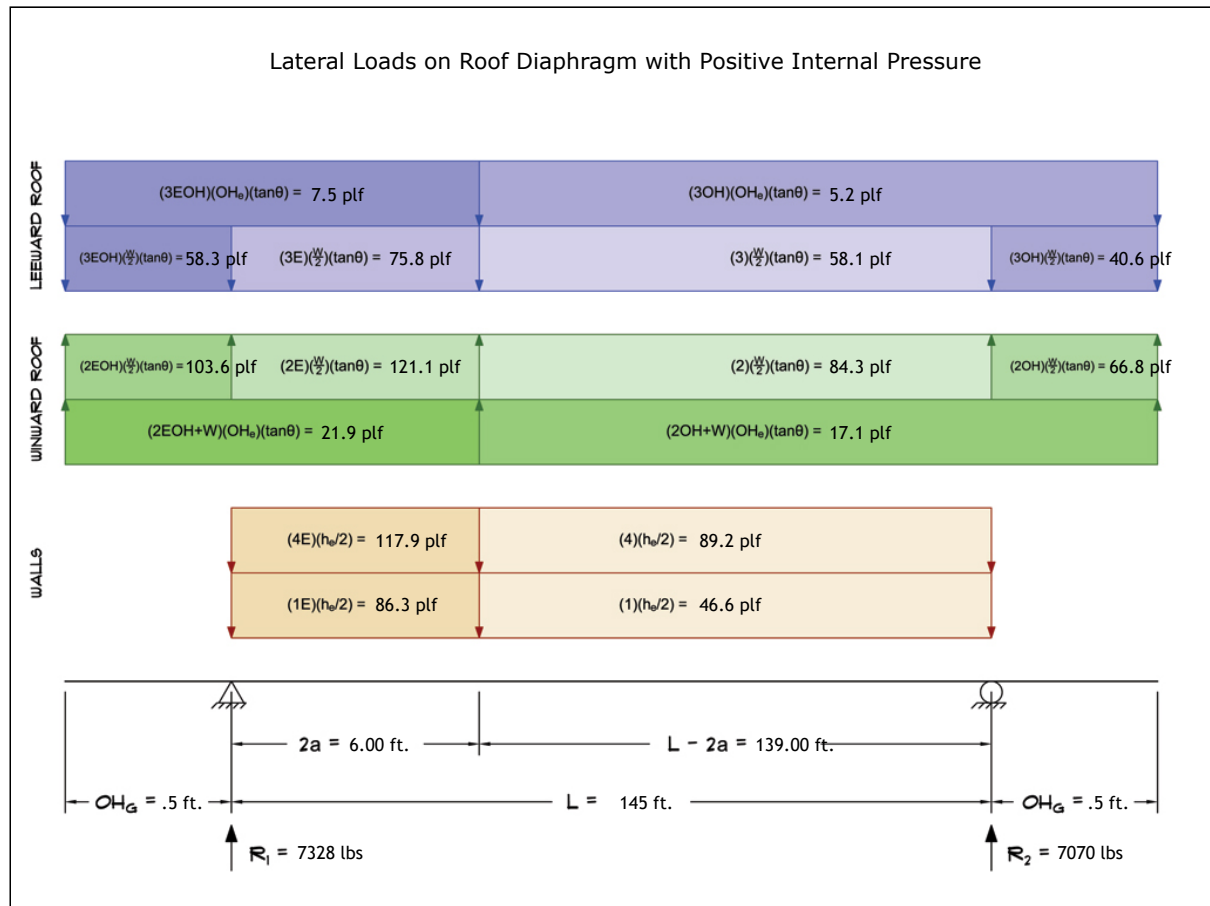 Lateral Loads on Roof Diaphragm with Positive Internal Pressure
LEEWARD ROOF
(3EOH)(OHₑ)(tanθ) = 7.5 plf
(3OH)(OHₑ)(tanθ) = 5.2 plf
(3EOH)(W/2)(tanθ) = 58.3 plf
(3E)(W/2)(tanθ) = 75.8 plf
(3)(W/2)(tanθ) = 58.1 plf
(3OH)(W/2)(tanθ) = 40.6 plf
WINWARD ROOF
(2EOH)(W/2)(tanθ) = 103.6 plf
(2E)(W/2)(tanθ) = 121.1 plf
(2)(W/2)(tanθ) = 84.3 plf
(2OH)(W/2)(tanθ) = 66.8 plf
(2EOH+W)(OHₑ)(tanθ) = 21.9 plf
(2OH+W)(OHₑ)(tanθ) = 17.1 plf
WALLS
(4E)(hₑ/2) = 117.9 plf
(4)(hₑ/2) = 89.2 plf
(1E)(hₑ/2) = 86.3 plf
(1)(hₑ/2) = 46.6 plf
2a = 6.00 ft.
L - 2a = 139.00 ft.
OH_G = .5 ft.
L = 145 ft.
OH_G = .5 ft.
R₁ = 7328 lbs
R₂ = 7070 lbs